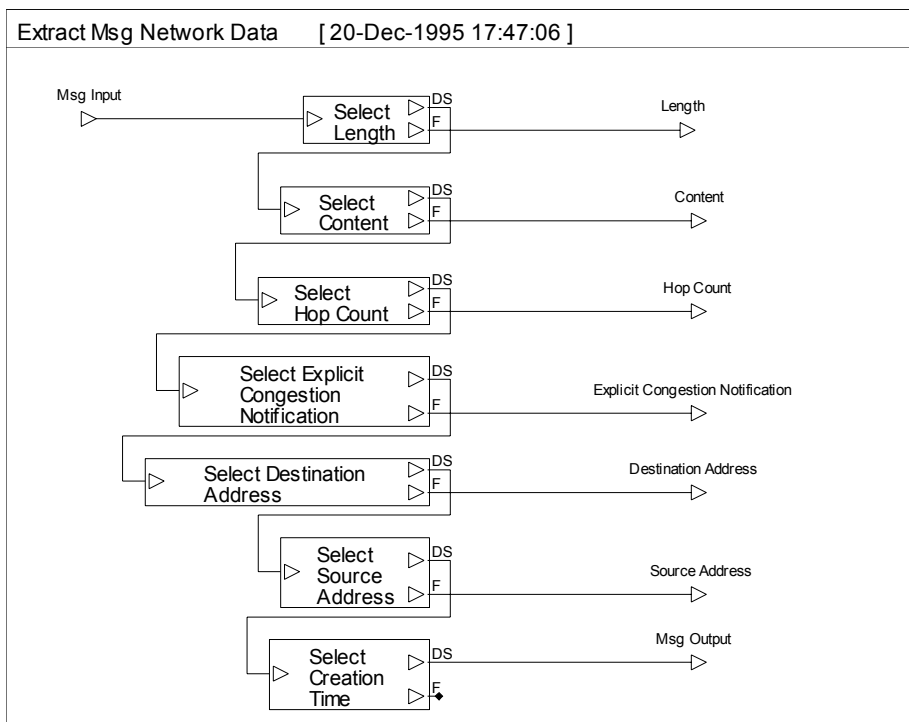 Extract Msg Network Data [ 20-Dec-1995 17:47:06 ]
Msg Input
Select
Length
DS
F
Length
Select
Content
DS
F
Content
Select
Hop Count
DS
F
Hop Count
Select Explicit
Congestion
Notification
DS
F
Explicit Congestion Notification
Select Destination
Address
DS
F
Destination Address
Select
Source
Address
DS
F
Source Address
Select
Creation
Time
DS
F
Msg Output